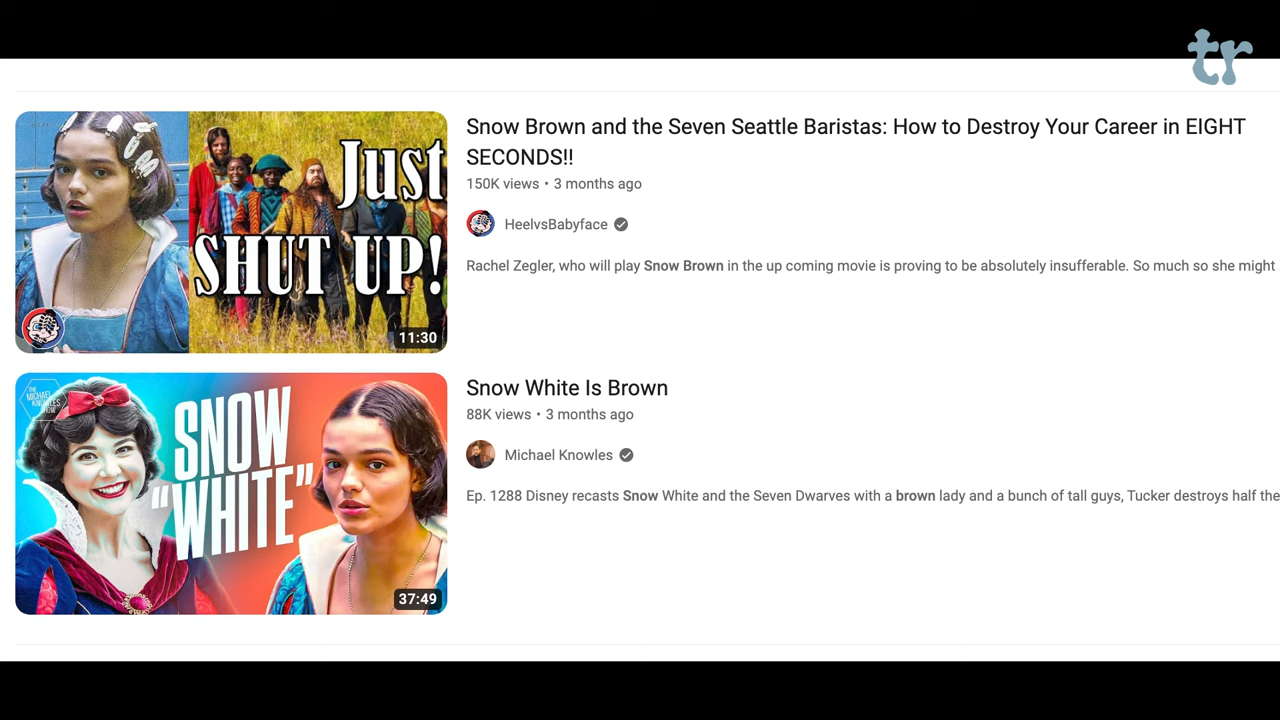 tr
Snow Brown and the Seven Seattle Baristas: How to Destroy Your Career in EIGHT
SECONDS!!
150K views • 3 months ago
HeelvsBabyface
Rachel Zegler, who will play Snow Brown in the up coming movie is proving to be absolutely insufferable. So much so she might
Just
SHUT UP!
11:30
Snow White Is Brown
88K views • 3 months ago
Michael Knowles
Ep. 1288 Disney recasts Snow White and the Seven Dwarves with a brown lady and a bunch of tall guys, Tucker destroys half the
THE
MICHAEL
KNOWLES
SHOW
SNOW
"WHITE"
37:49